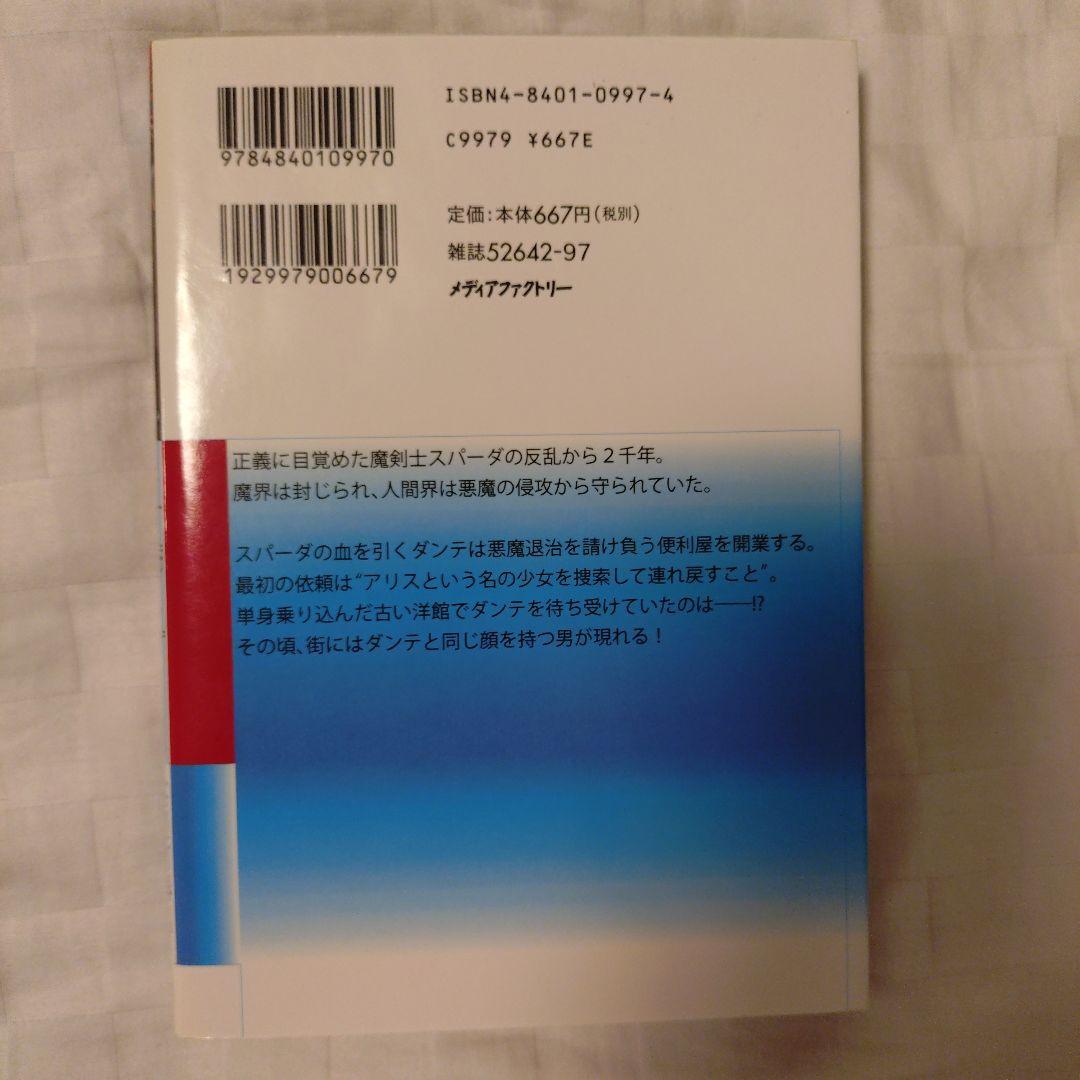 ISBN4-8401-0997-4
9784840109970
C9979 ¥667E
定価:本体667円(税別)
雑誌52642-97
1929979006679
メディアファクトリー
正義に目覚めた魔剣士スパーダの反乱から2千年。
魔界は封じられ、人間界は悪魔の侵攻から守られていた。
スパーダの血を引くダンテは悪魔退治を請け負う便利屋を開業する。
最初の依頼は“アリスという名の少女を捜索して連れ戻すこと”。
単身乗り込んだ古い洋館でダンテを待ち受けていたのは――!?
その頃、街にはダンテと同じ顔を持つ男が現れる!